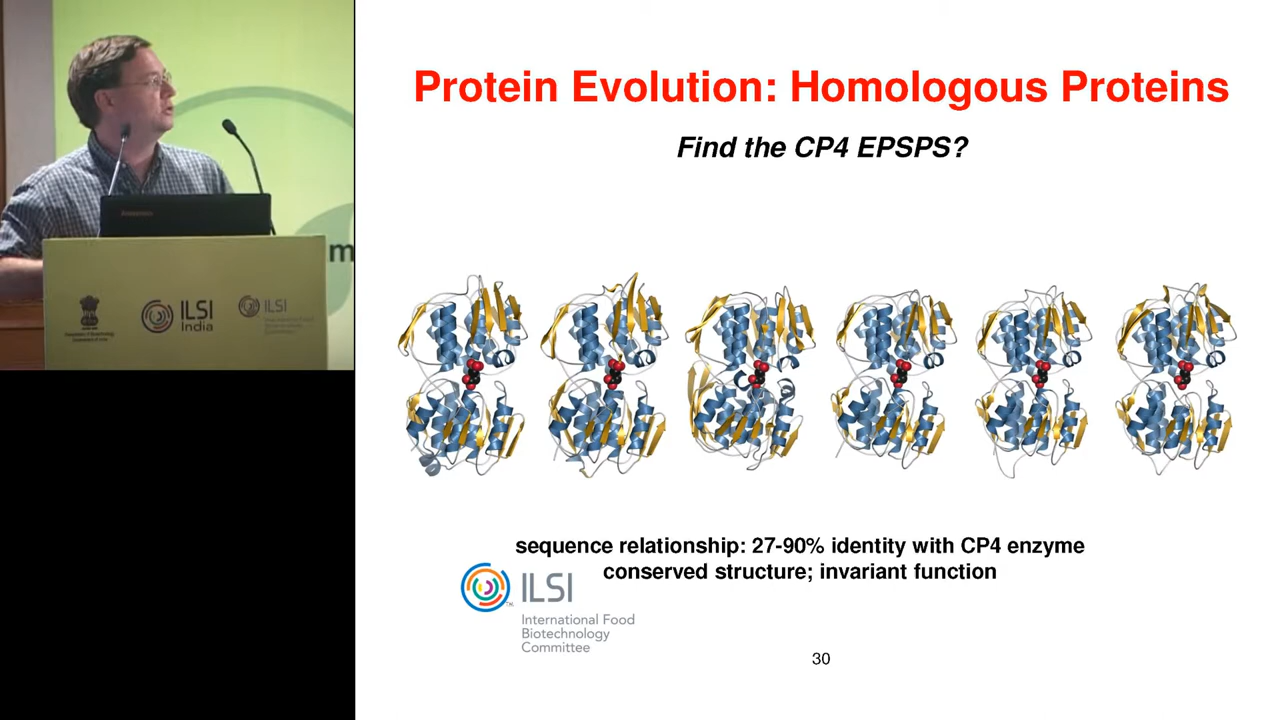 Protein Evolution: Homologous Proteins
Find the CP4 EPSPS?
m
ILSI
India
ILSI
sequence relationship: 27-90% identity with CP4 enzyme
conserved structure; invariant function
ILSI
TM
International Food
Biotechnology
Committee
30